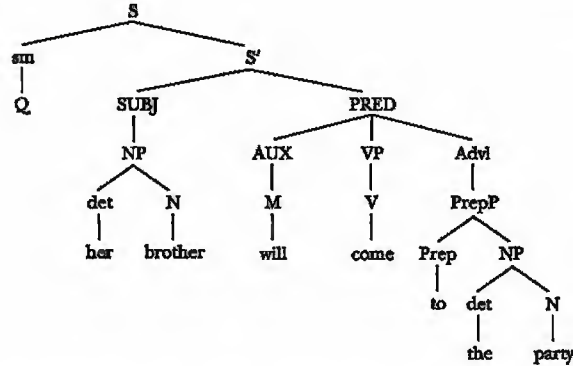 S
sm S'
Q SUBJ PRED
NP AUX VP Advl
det N M V PrepP
her brother will come Prep NP
to det N
the party